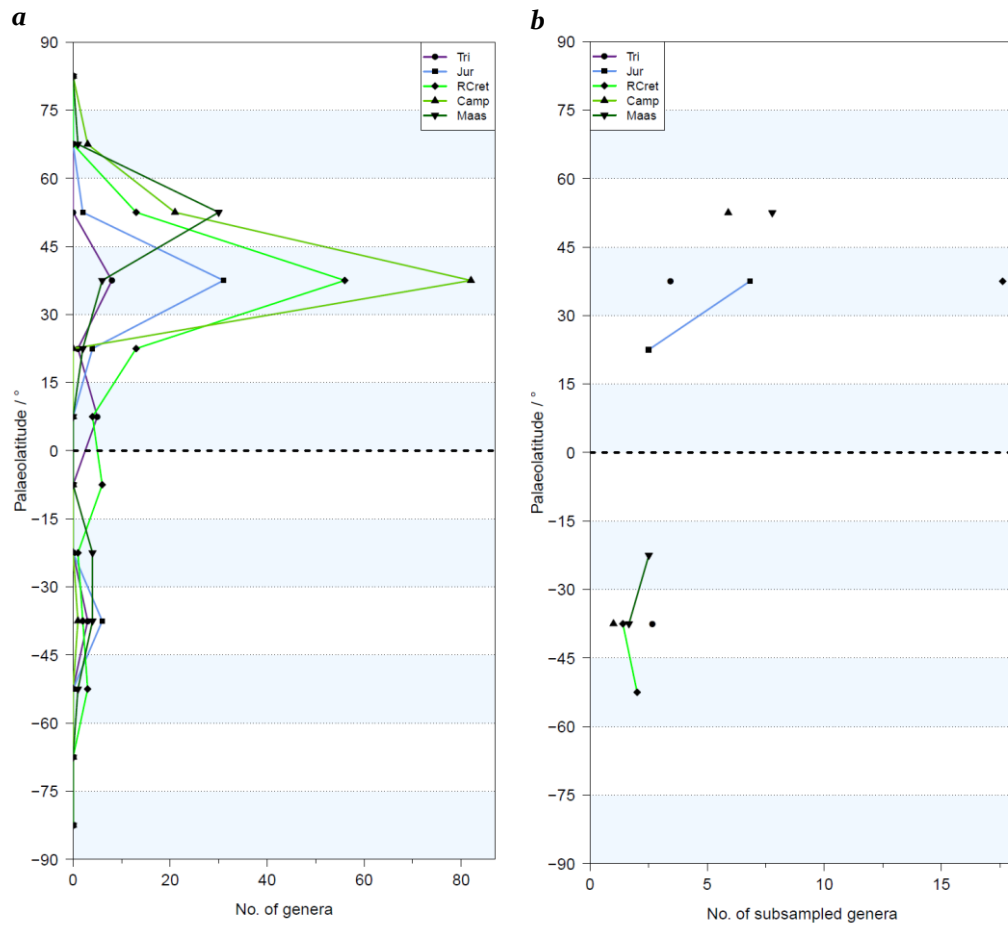 a
Tri
Jur
RCret
Camp
Maas
90
75
60
45
30
15
0
−15
−30
−45
−60
−75
−90
Palaeolatitude / °
0
20
40
60
80
No. of genera
b
Tri
Jur
RCret
Camp
Maas
90
75
60
45
30
15
0
−15
−30
−45
−60
−75
−90
Palaeolatitude / °
0
5
10
15
No. of subsampled genera